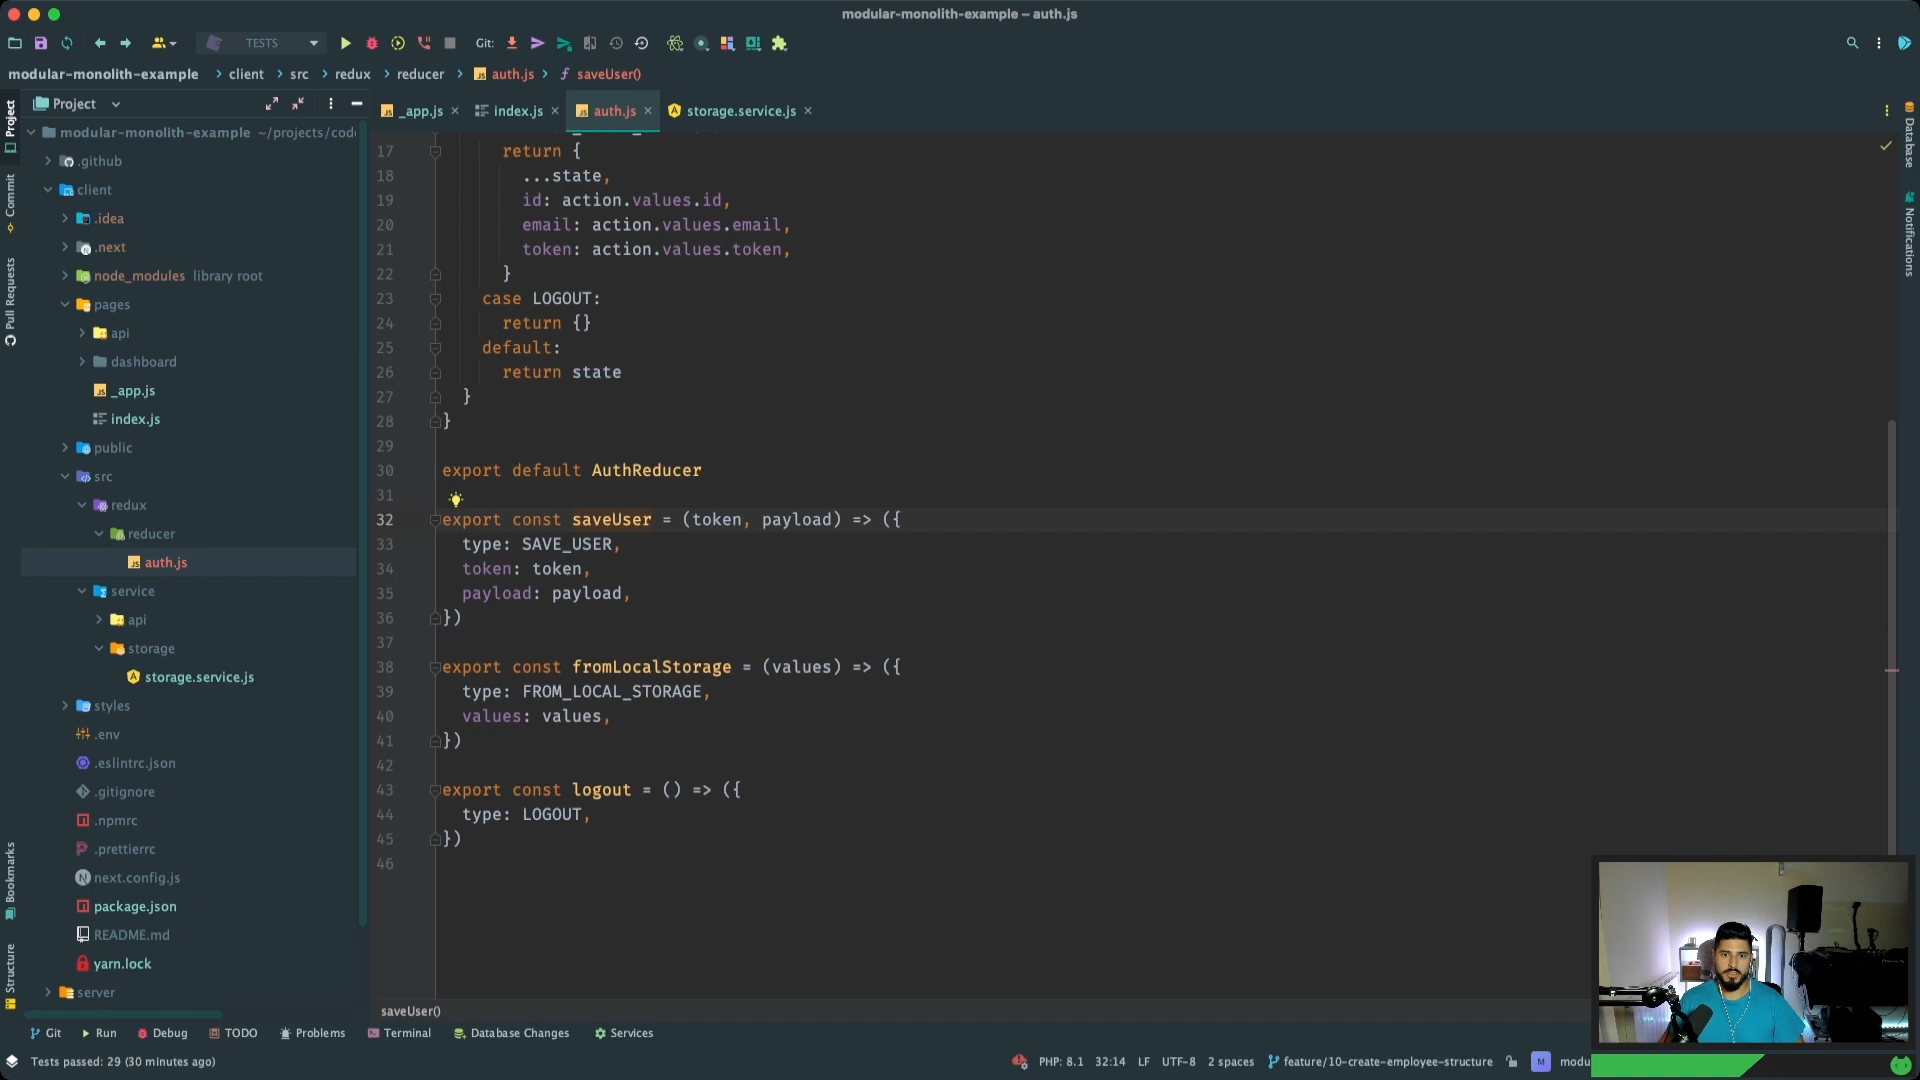 modular-monolith-example – auth.js
TESTS
Git:
modular-monolith-example
client
src
redux
reducer
auth.js
saveUser()
Project
_app.js
index.js
auth.js
storage.service.js
Project
Commit
Pull Requests
Bookmarks
Structure
Database
Notifications
modular-monolith-example ~/projects/code
.github
client
.idea
.next
node_modules library root
pages
api
dashboard
_app.js
index.js
public
src
redux
reducer
auth.js
service
api
storage
storage.service.js
styles
.env
.eslintrc.json
.gitignore
.npmrc
.prettierrc
next.config.js
package.json
README.md
yarn.lock
server
17 return {
18 ...state,
19 id: action.values.id,
20 email: action.values.email,
21 token: action.values.token,
22 }
23 case LOGOUT:
24 return {}
25 default:
26 return state
27 }
28 }
29
30 export default AuthReducer
31
32 export const saveUser = (token, payload) => ({
33 type: SAVE_USER,
34 token: token,
35 payload: payload,
36 })
37
38 export const fromLocalStorage = (values) => ({
39 type: FROM_LOCAL_STORAGE,
40 values: values,
41 })
42
43 export const logout = () => ({
44 type: LOGOUT,
45 })
46
saveUser()
Git
Run
Debug
TODO
Problems
Terminal
Database Changes
Services
Tests passed: 29 (30 minutes ago)
PHP: 8.1
32:14
LF
UTF-8
2 spaces
feature/10-create-employee-structure
M
modu